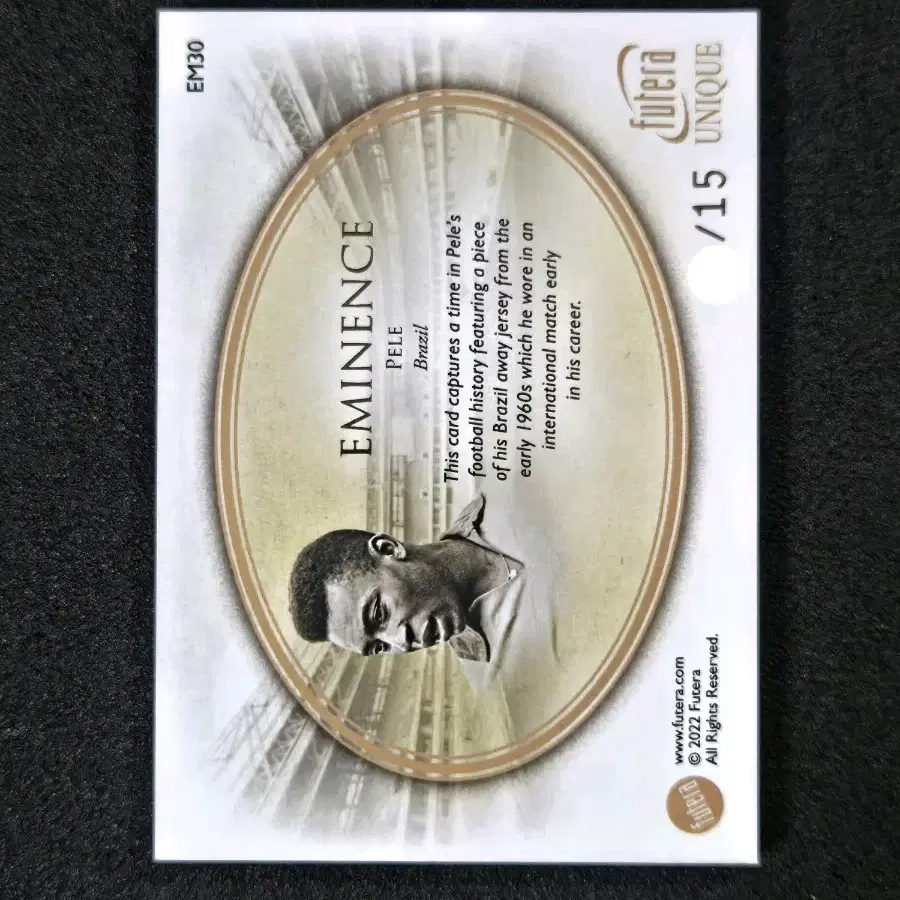 EM30
EMINENCE
PELE
Brazil
This card captures a time in Pele's
football history featuring a piece
of his Brazil away jersey from the
early 1960s which he wore in an
international match early
in his career.
futera
www.futera.com
© 2022 Futera
All Rights Reserved.
/15
futera
UNIQUE